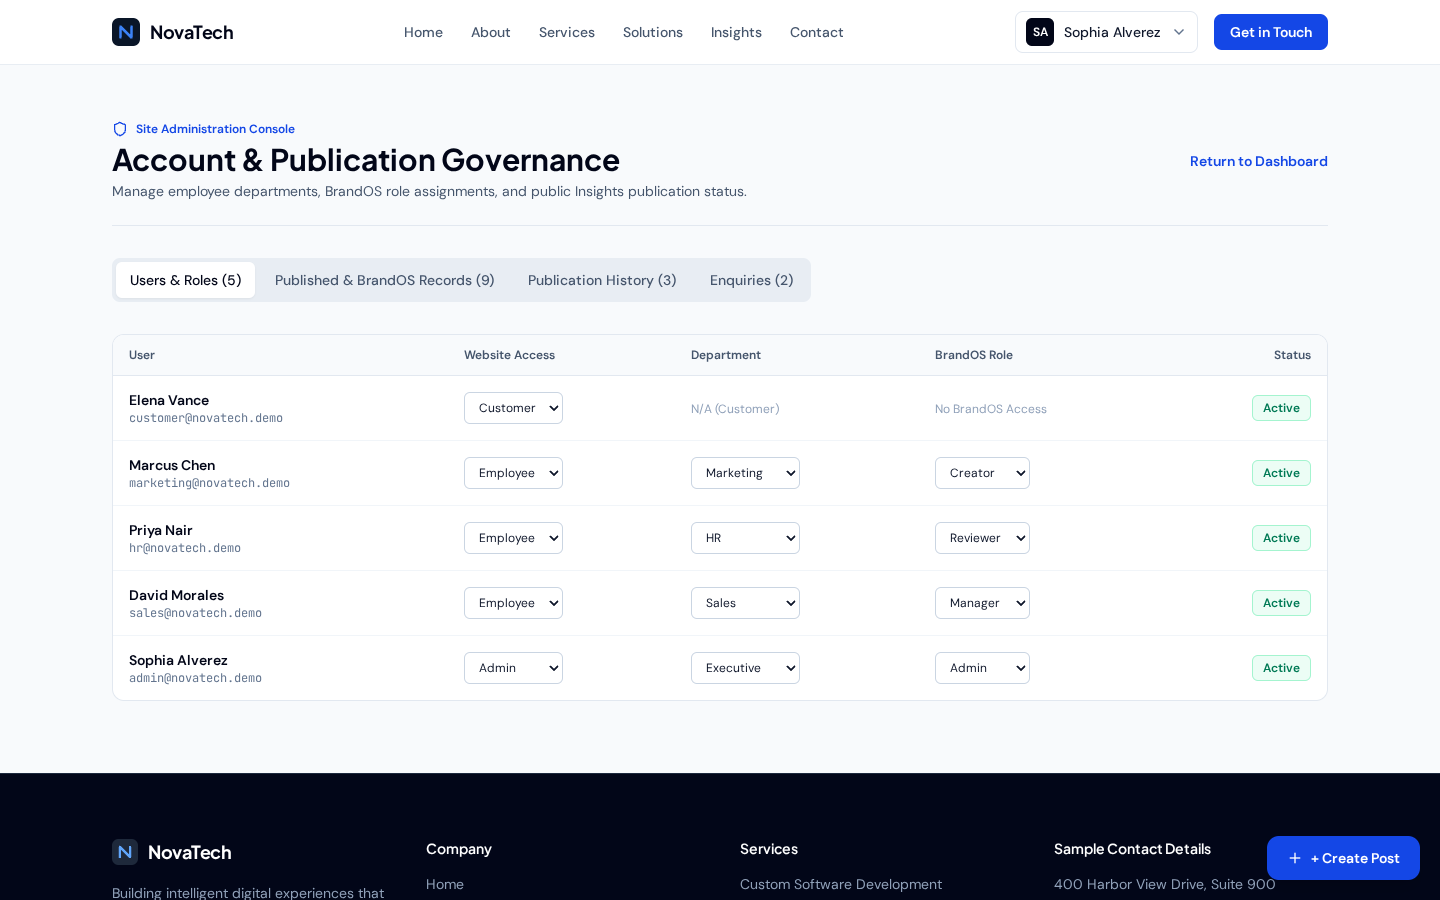 NovaTech
Home
About
Services
Solutions
Insights
Contact
SA
Sophia Alverez
Get in Touch
Site Administration Console
Account & Publication Governance
Return to Dashboard
Manage employee departments, BrandOS role assignments, and public Insights publication status.
Users & Roles (5)
Published & BrandOS Records (9)
Publication History (3)
Enquiries (2)
User
Website Access
Department
BrandOS Role
Status
Elena Vance
customer@novatech.demo
Customer
N/A (Customer)
No BrandOS Access
Active
Marcus Chen
marketing@novatech.demo
Employee
Marketing
Creator
Active
Priya Nair
hr@novatech.demo
Employee
HR
Reviewer
Active
David Morales
sales@novatech.demo
Employee
Sales
Manager
Active
Sophia Alverez
admin@novatech.demo
Admin
Executive
Admin
Active
NovaTech
Building intelligent digital experiences that
Company
Home
Services
Custom Software Development
Sample Contact Details
400 Harbor View Drive, Suite 900
+ Create Post